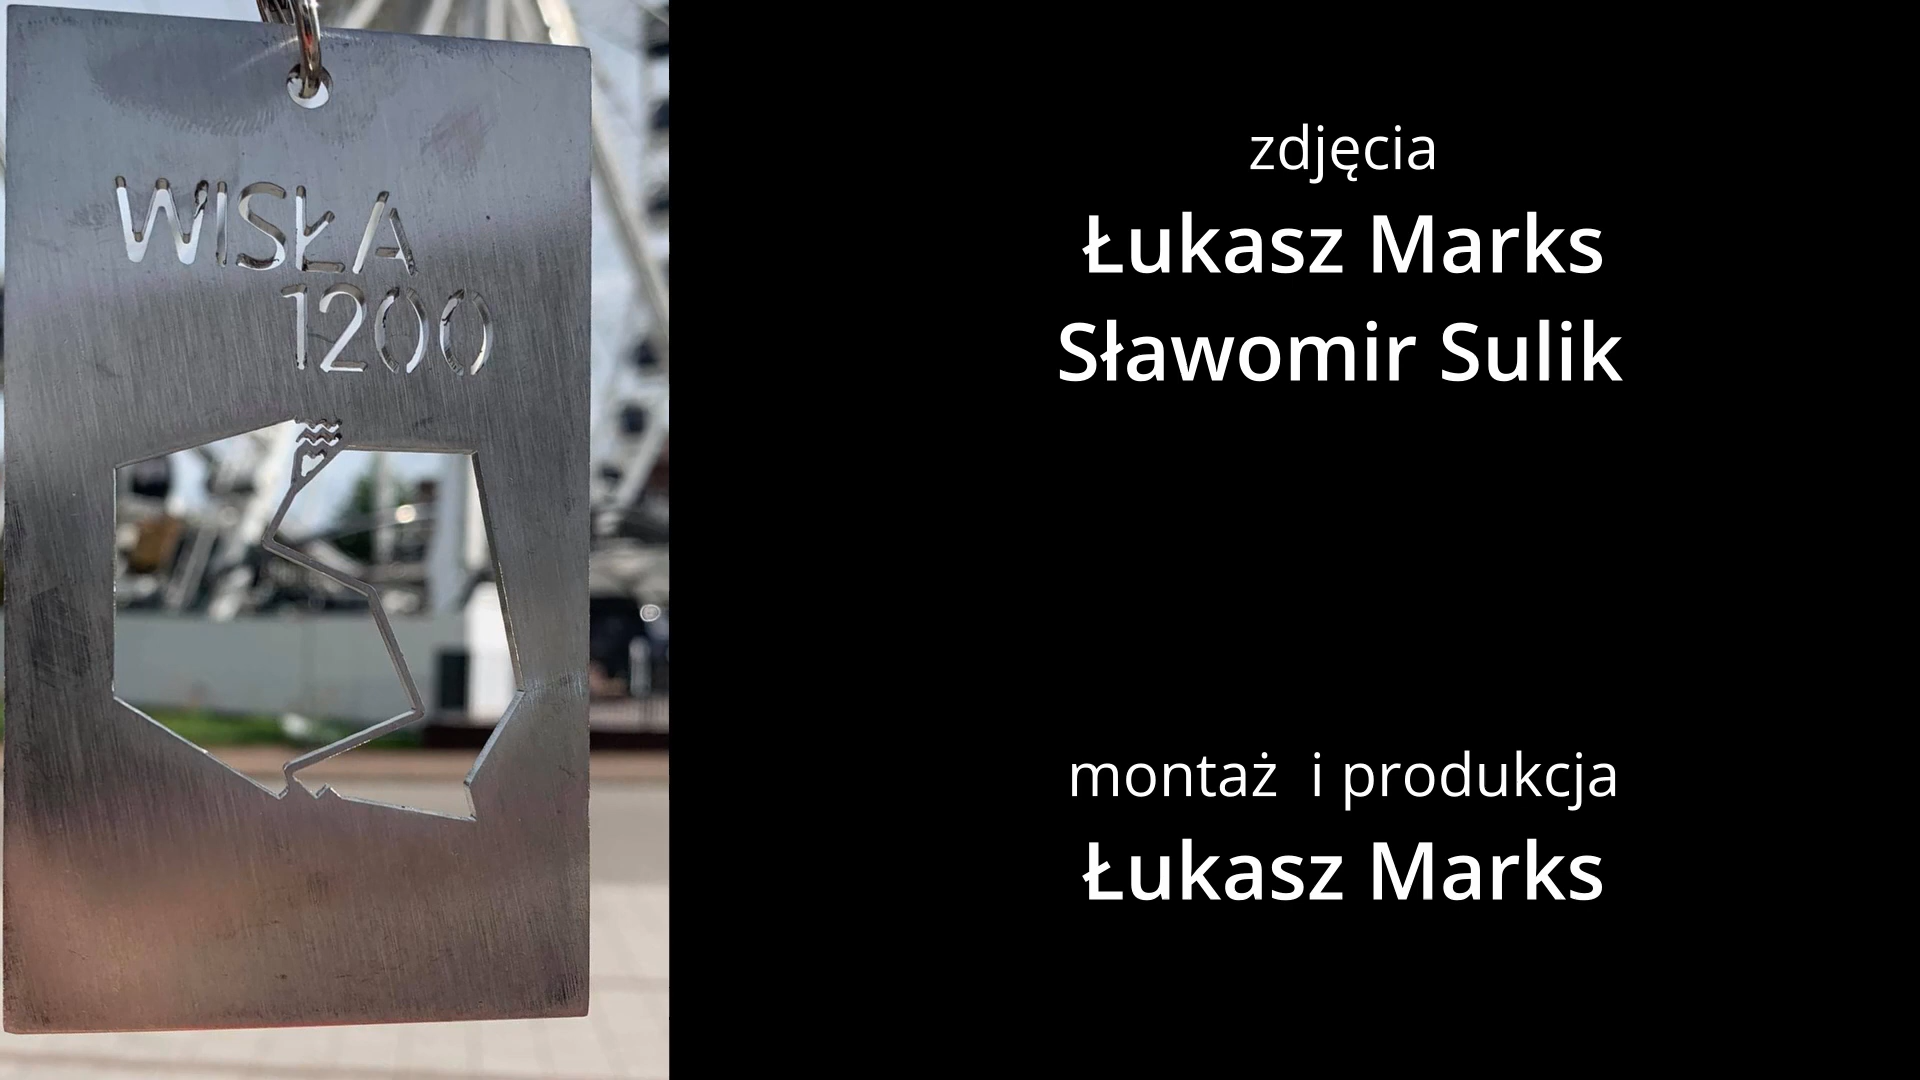 WISŁA
1200
zdjęcia
Łukasz Marks
Sławomir Sulik
montaż  i produkcja
Łukasz Marks